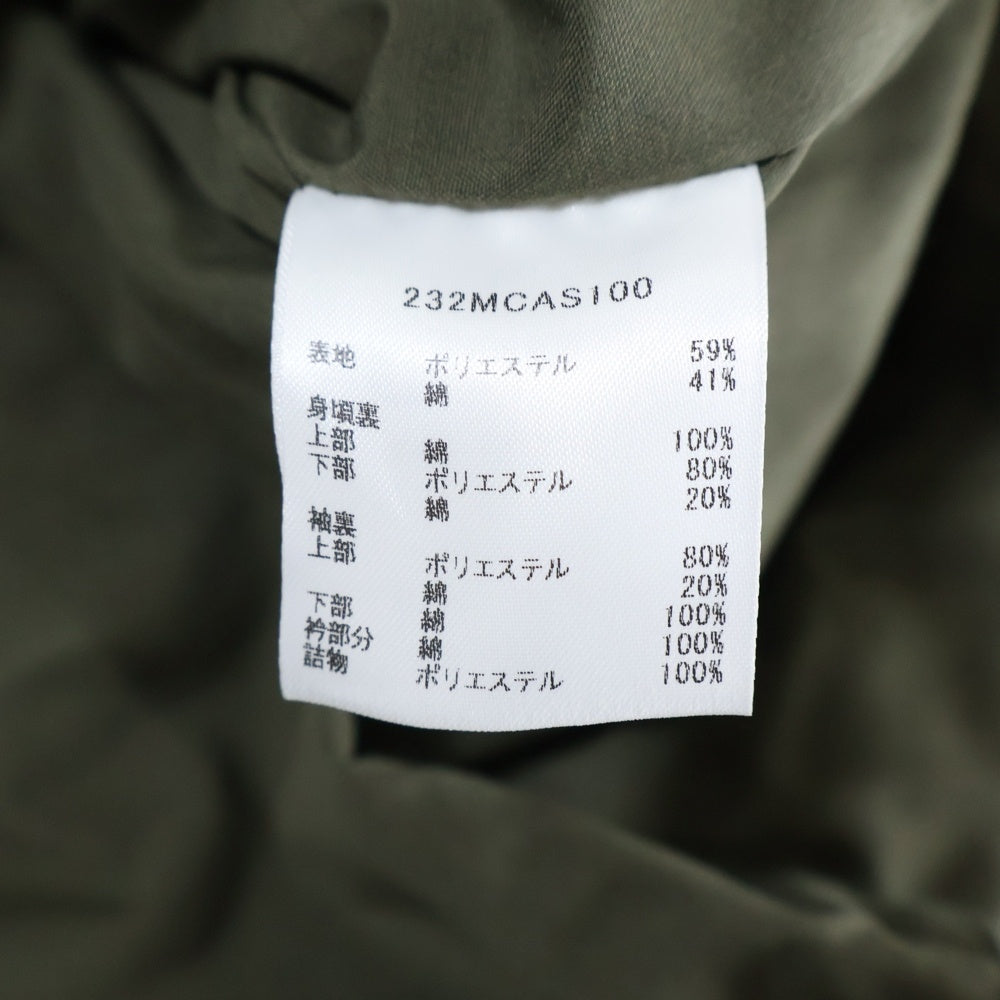 232MCAS100
表地 ポリエステル 59%
綿 41%
身頃裏
上部 綿 100%
下部 ポリエステル 80%
綿 20%
袖裏
上部 ポリエステル 80%
綿 20%
下部 綿 100%
衿部分 綿 100%
詰物 ポリエステル 100%